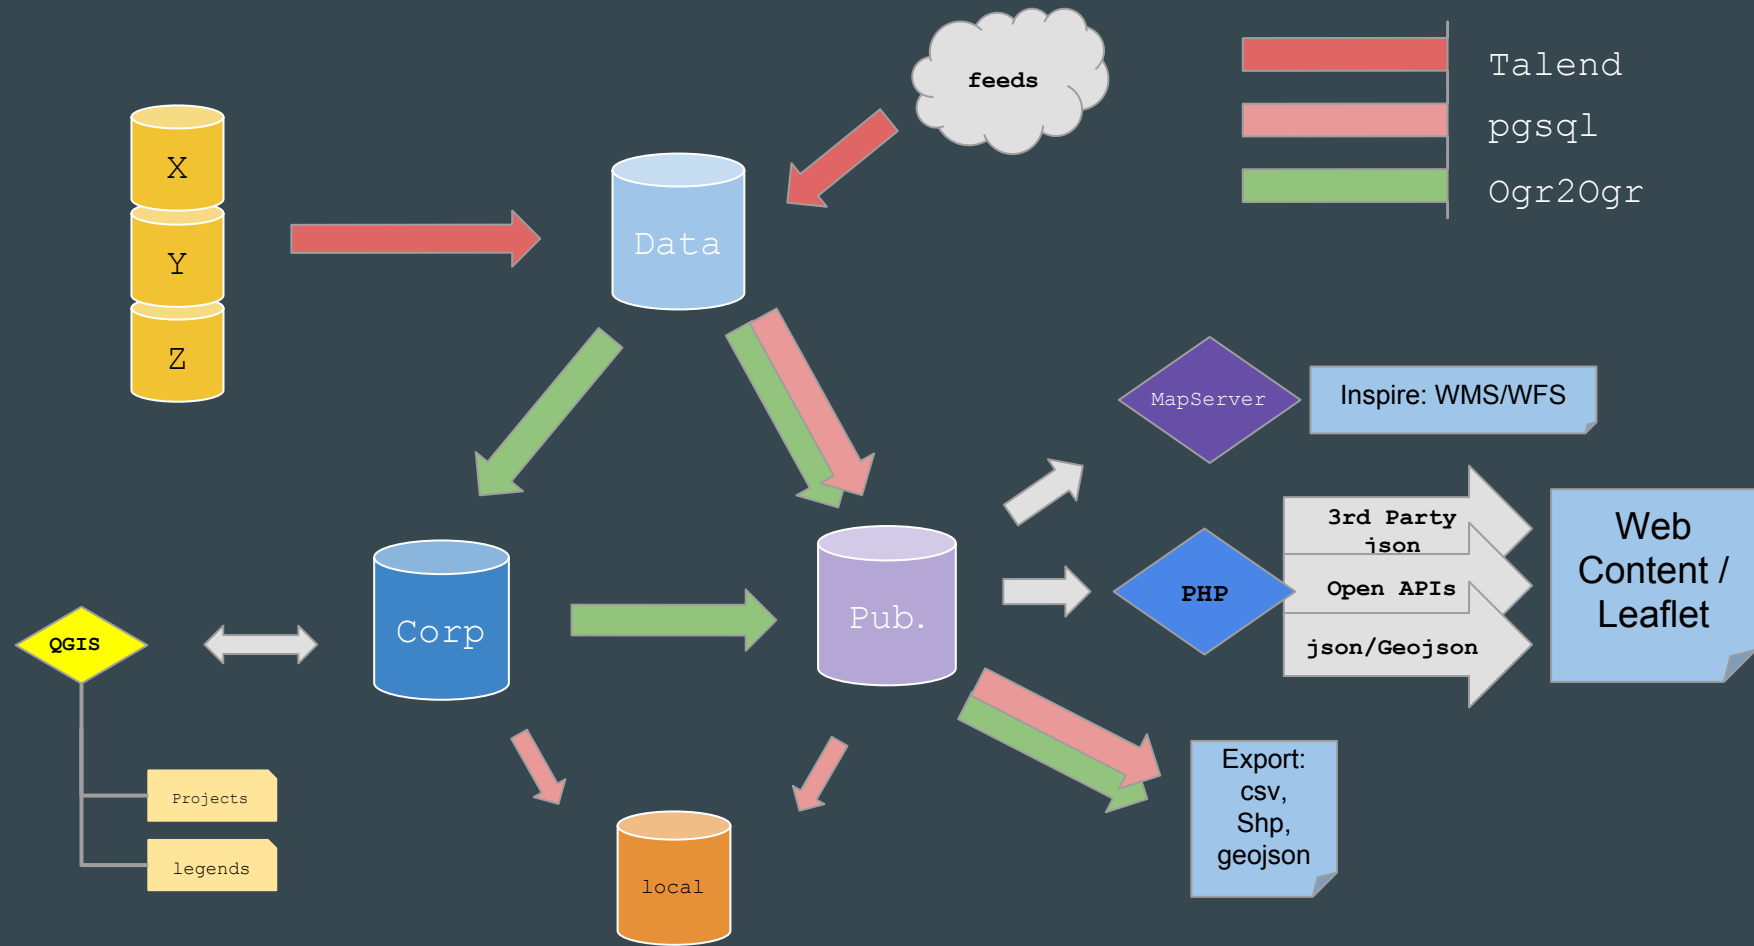 feeds
Talend
pgsql
Ogr2Ogr
X
Y
Z
Data
MapServer
Inspire: WMS/WFS
3rd Party
json
Open APIs
json/Geojson
PHP
Web
Content /
Leaflet
QGIS
Corp
Pub.
Projects
legends
local
Export:
csv,
Shp,
geojson